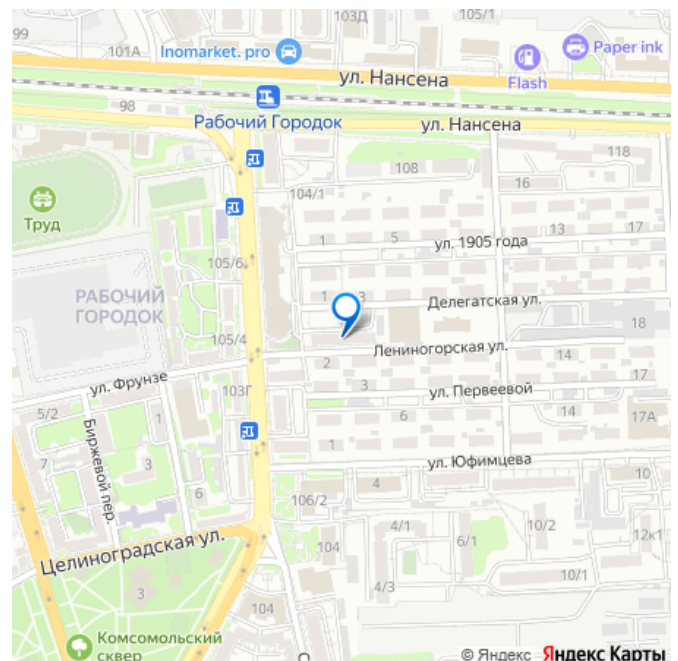 103Д
105/1
99
101А
Inomarket. pro
Paper ink
Flash
ул. Нансена
98
Рабочий Городок
ул. Нансена
118
108
16
104/1
Труд
13
17
1
5
ул. 1905 года
105/6
РАБОЧИЙ
ГОРОДОК
1
3
Делегатская ул.
18
105/4
Лениногорская ул.
14
2
17
ул. Фрунзе
103Г
3
ул. Первеевой
5/2
1
6
14
17А
Биржевой пер.
7
3
1
ул. Юфимцева
10
6
4
106/2
4/1
10/2
12к1
Целиноградская ул.
104
6/1
10/1
3
4/3
104
Комсомольский
сквер
С
© Яндекс Яндекс Карты